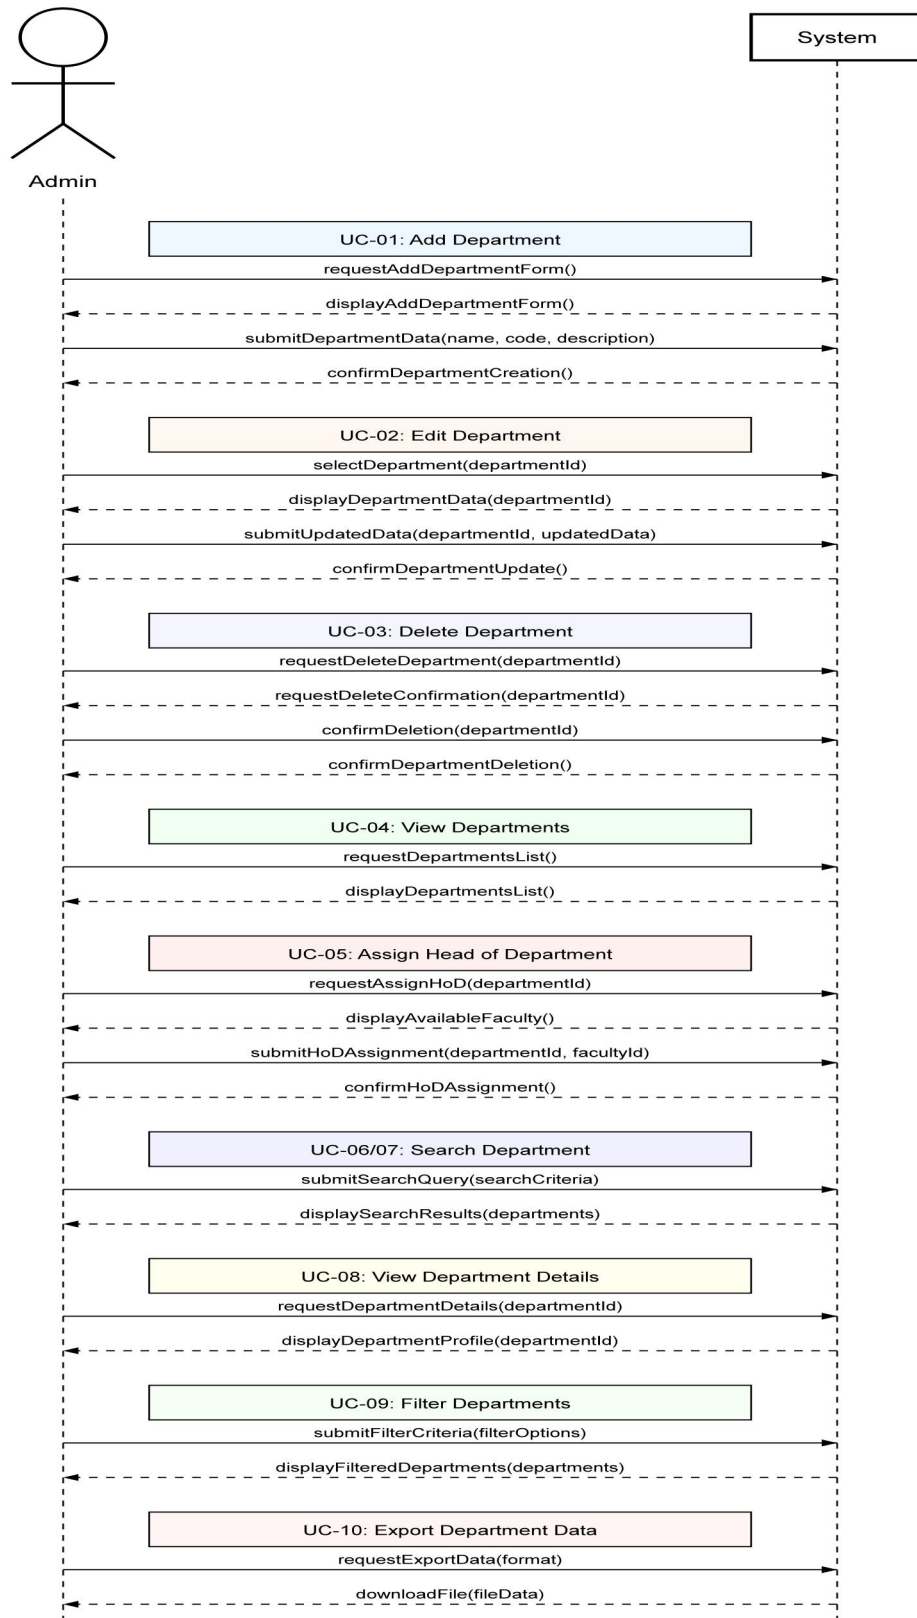 System
Admin
UC-01: Add Department
requestAddDepartmentForm()
displayAddDepartmentForm()
submitDepartmentData(name, code, description)
confirmDepartmentCreation()
UC-02: Edit Department
selectDepartment(departmentId)
displayDepartmentData(departmentId)
submitUpdatedData(departmentId, updatedData)
confirmDepartmentUpdate()
UC-03: Delete Department
requestDeleteDepartment(departmentId)
requestDeleteConfirmation(departmentId)
confirmDeletion(departmentId)
confirmDepartmentDeletion()
UC-04: View Departments
requestDepartmentsList()
displayDepartmentsList()
UC-05: Assign Head of Department
requestAssignHoD(departmentId)
displayAvailableFaculty()
submitHoDAssignment(departmentId, facultyId)
confirmHoDAssignment()
UC-06/07: Search Department
submitSearchQuery(searchCriteria)
displaySearchResults(departments)
UC-08: View Department Details
requestDepartmentDetails(departmentId)
displayDepartmentProfile(departmentId)
UC-09: Filter Departments
submitFilterCriteria(filterOptions)
displayFilteredDepartments(departments)
UC-10: Export Department Data
requestExportData(format)
downloadFile(fileData)